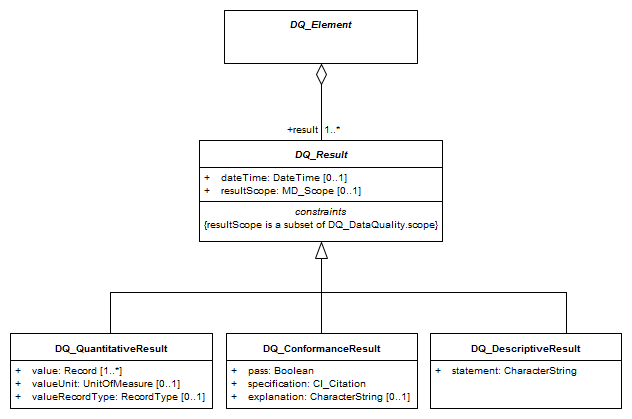 DQ_Element
+result 1..*
DQ_Result
+ dateTime: DateTime [0..1]
+ resultScope: MD_Scope [0..1]
constraints
{resultScope is a subset of DQ_DataQuality.scope}
DQ_QuantitativeResult
+ value: Record [1..*]
+ valueUnit: UnitOfMeasure [0..1]
+ valueRecordType: RecordType [0..1]
DQ_ConformanceResult
+ pass: Boolean
+ specification: CI_Citation
+ explanation: CharacterString [0..1]
DQ_DescriptiveResult
+ statement: CharacterString